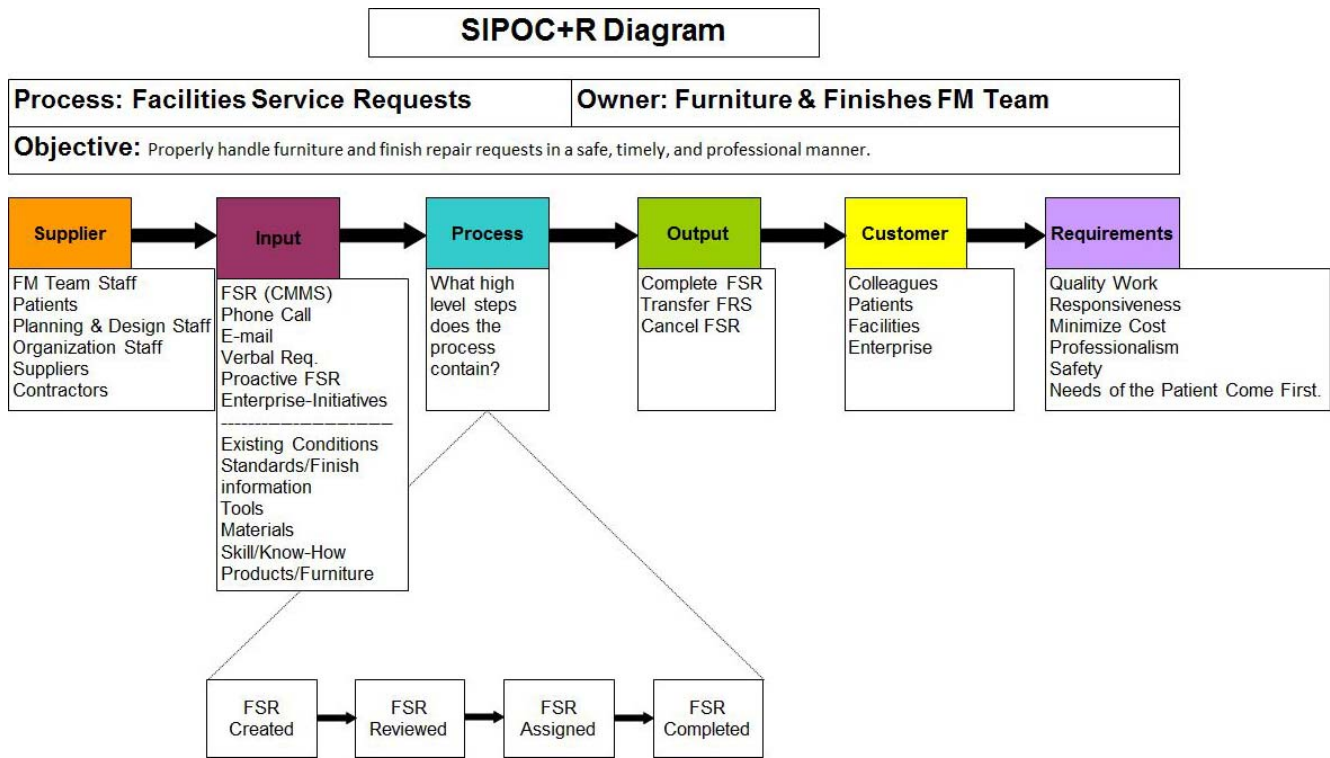 SIPOC+R Diagram
Process: Facilities Service Requests
Owner: Furniture & Finishes FM Team
Objective: Properly handle furniture and finish repair requests in a safe, timely, and professional manner.
Supplier
FM Team Staff
Patients
Planning & Design Staff
Organization Staff
Suppliers
Contractors
Input
FSR (CMMS)
Phone Call
E-mail
Verbal Req.
Proactive FSR
Enterprise-Initiatives
--------------------------
Existing Conditions
Standards/Finish
information
Tools
Materials
Skill/Know-How
Products/Furniture
Process
What high
level steps
does the
process
contain?
Output
Complete FSR
Transfer FRS
Cancel FSR
Customer
Colleagues
Patients
Facilities
Enterprise
Requirements
Quality Work
Responsiveness
Minimize Cost
Professionalism
Safety
Needs of the Patient Come First.
FSR
Created
FSR
Reviewed
FSR
Assigned
FSR
Completed